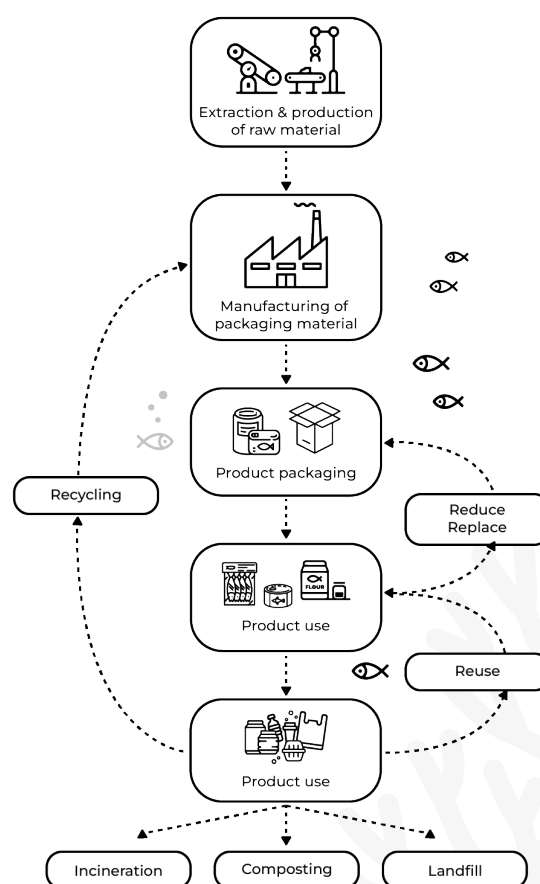 Extraction & production
of raw material
Manufacturing of
packaging material
Product packaging
Recycling
Reduce
Replace
FLOUR
Product use
Reuse
Product use
Incineration
Composting
Landfill